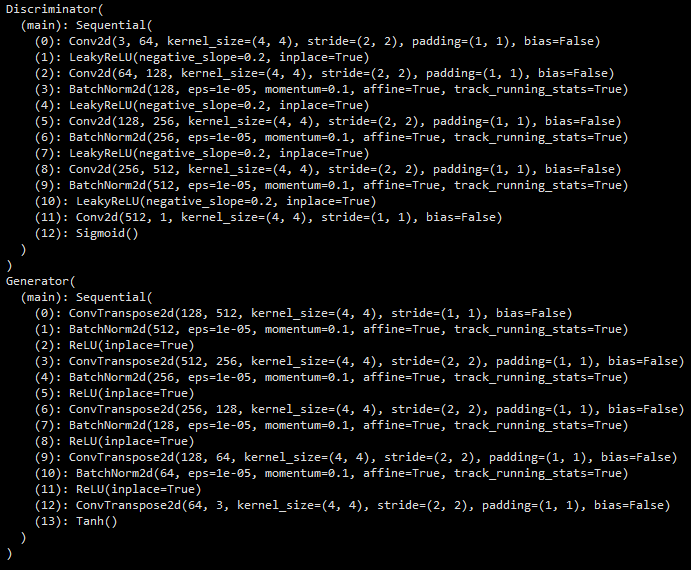 Discriminator(
  (main): Sequential(
    (0): Conv2d(3, 64, kernel_size=(4, 4), stride=(2, 2), padding=(1, 1), bias=False)
    (1): LeakyReLU(negative_slope=0.2, inplace=True)
    (2): Conv2d(64, 128, kernel_size=(4, 4), stride=(2, 2), padding=(1, 1), bias=False)
    (3): BatchNorm2d(128, eps=1e-05, momentum=0.1, affine=True, track_running_stats=True)
    (4): LeakyReLU(negative_slope=0.2, inplace=True)
    (5): Conv2d(128, 256, kernel_size=(4, 4), stride=(2, 2), padding=(1, 1), bias=False)
    (6): BatchNorm2d(256, eps=1e-05, momentum=0.1, affine=True, track_running_stats=True)
    (7): LeakyReLU(negative_slope=0.2, inplace=True)
    (8): Conv2d(256, 512, kernel_size=(4, 4), stride=(2, 2), padding=(1, 1), bias=False)
    (9): BatchNorm2d(512, eps=1e-05, momentum=0.1, affine=True, track_running_stats=True)
    (10): LeakyReLU(negative_slope=0.2, inplace=True)
    (11): Conv2d(512, 1, kernel_size=(4, 4), stride=(1, 1), bias=False)
    (12): Sigmoid()
  )
)
Generator(
  (main): Sequential(
    (0): ConvTranspose2d(128, 512, kernel_size=(4, 4), stride=(1, 1), bias=False)
    (1): BatchNorm2d(512, eps=1e-05, momentum=0.1, affine=True, track_running_stats=True)
    (2): ReLU(inplace=True)
    (3): ConvTranspose2d(512, 256, kernel_size=(4, 4), stride=(2, 2), padding=(1, 1), bias=False)
    (4): BatchNorm2d(256, eps=1e-05, momentum=0.1, affine=True, track_running_stats=True)
    (5): ReLU(inplace=True)
    (6): ConvTranspose2d(256, 128, kernel_size=(4, 4), stride=(2, 2), padding=(1, 1), bias=False)
    (7): BatchNorm2d(128, eps=1e-05, momentum=0.1, affine=True, track_running_stats=True)
    (8): ReLU(inplace=True)
    (9): ConvTranspose2d(128, 64, kernel_size=(4, 4), stride=(2, 2), padding=(1, 1), bias=False)
    (10): BatchNorm2d(64, eps=1e-05, momentum=0.1, affine=True, track_running_stats=True)
    (11): ReLU(inplace=True)
    (12): ConvTranspose2d(64, 3, kernel_size=(4, 4), stride=(2, 2), padding=(1, 1), bias=False)
    (13): Tanh()
  )
)